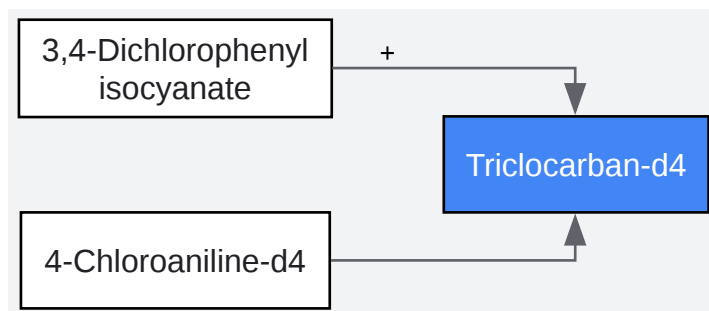 3,4-Dichlorophenyl
isocyanate
+
Triclocarban-d4
4-Chloroaniline-d4